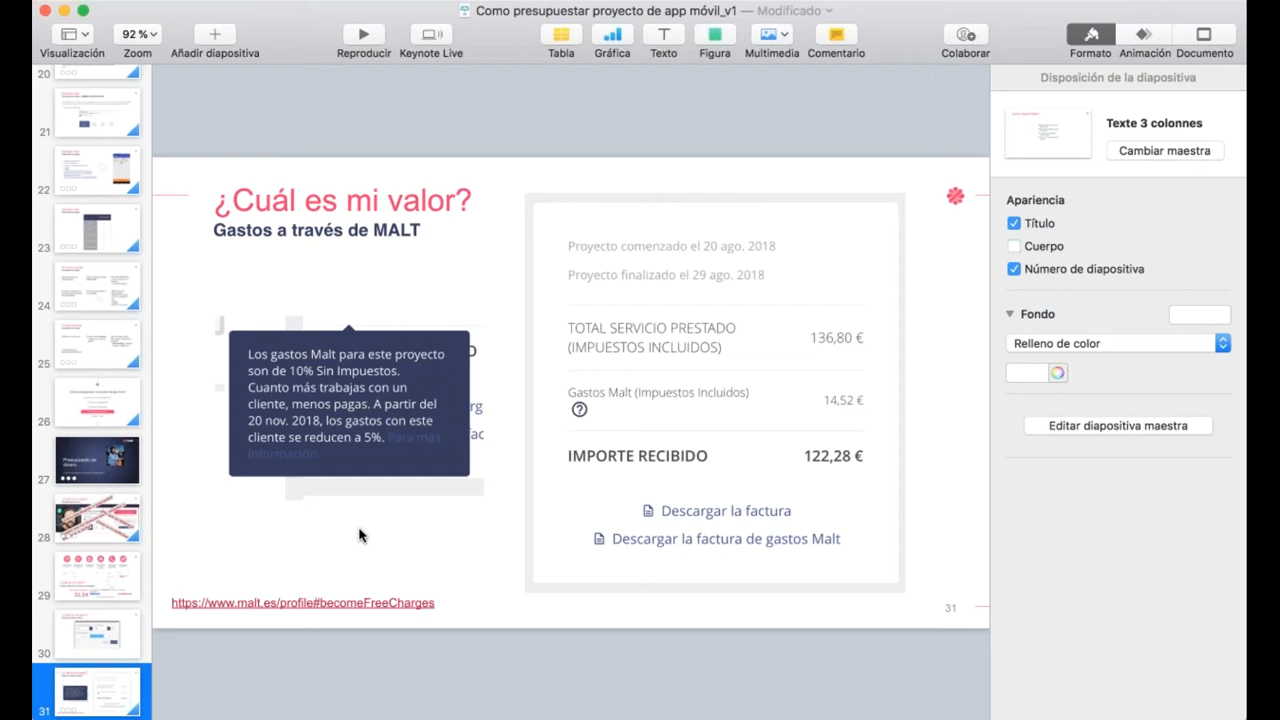 Como presupuestar proyecto de app móvil_v1 — Modificado
92 %
Visualización
Zoom
Añadir diapositiva
Reproducir
Keynote Live
Tabla
Gráfica
Texto
Figura
Multimedia
Comentario
Colaborar
Formato
Animación
Documento
20
21
22
23
24
25
26
27
28
29
30
31
¿Cuál es mi valor?
Gastos a través de MALT
Los gastos Malt para este proyecto
son de 10% Sin Impuestos.
Cuanto más trabajas con un
cliente, menos pagas. A partir del
20 nov. 2018, los gastos con este
cliente se reducen a 5%. Para más
información.
Proyecto comenzado el 20 ago. 2018
Proyecto finalizado el 29 ago. 2018
TOTAL SERVICIO PRESTADO
(IMPUESTOS INCLUIDOS)
136,80 €
Gastos Malt (Impuestos Incluidos)
14,52 €
IMPORTE RECIBIDO
122,28 €
Descargar la factura
Descargar la factura de gastos Malt
https://www.malt.es/profile#becomeFreeCharges
31
Disposición de la diapositiva
Texte 3 colonnes
Cambiar maestra
Apariencia
Título
Cuerpo
Número de diapositiva
Fondo
Relleno de color
Editar diapositiva maestra